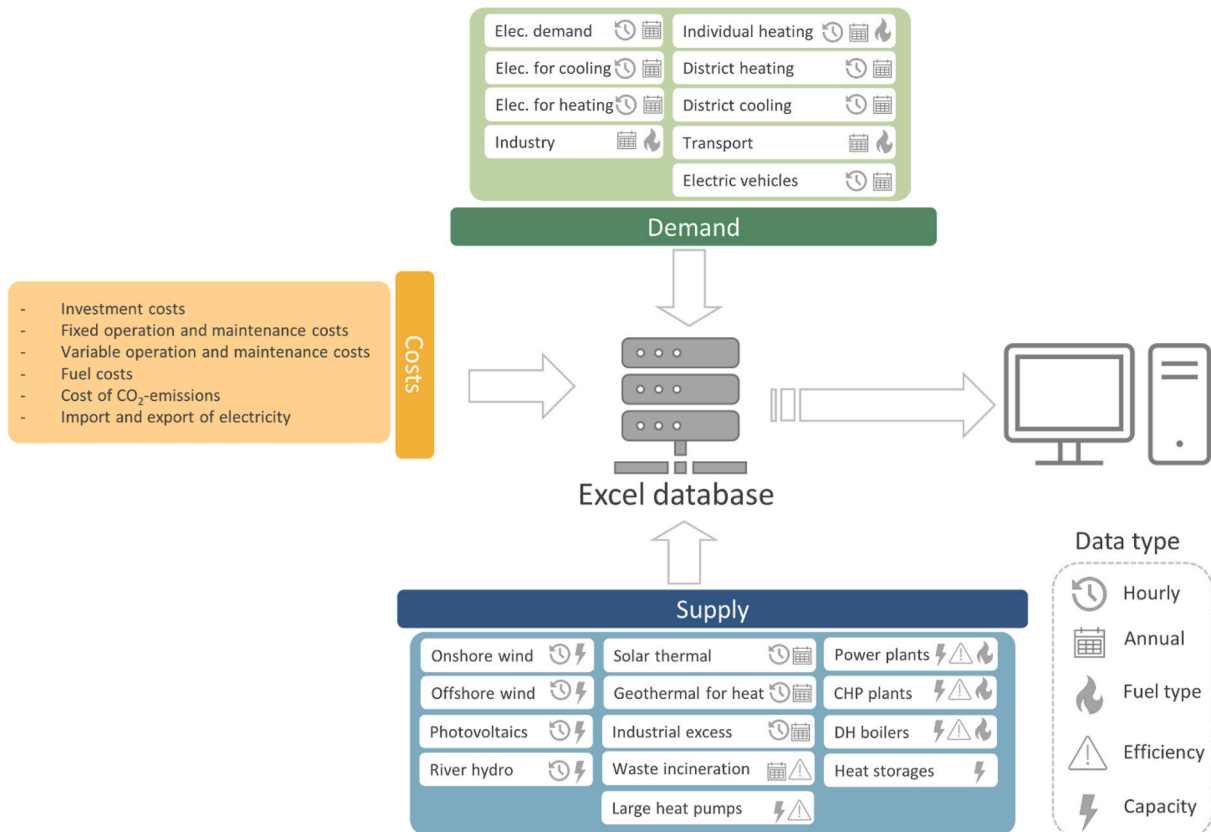 Elec. demand
Elec. for cooling
Elec. for heating
Industry
Individual heating
District heating
District cooling
Transport
Electric vehicles
Demand
- Investment costs
- Fixed operation and maintenance costs
- Variable operation and maintenance costs
- Fuel costs
- Cost of CO₂-emissions
- Import and export of electricity
Costs
Excel database
Supply
Onshore wind
Offshore wind
Photovoltaics
River hydro
Solar thermal
Geothermal for heat
Industrial excess
Waste incineration
Large heat pumps
Power plants
CHP plants
DH boilers
Heat storages
Data type
Hourly
Annual
Fuel type
Efficiency
Capacity